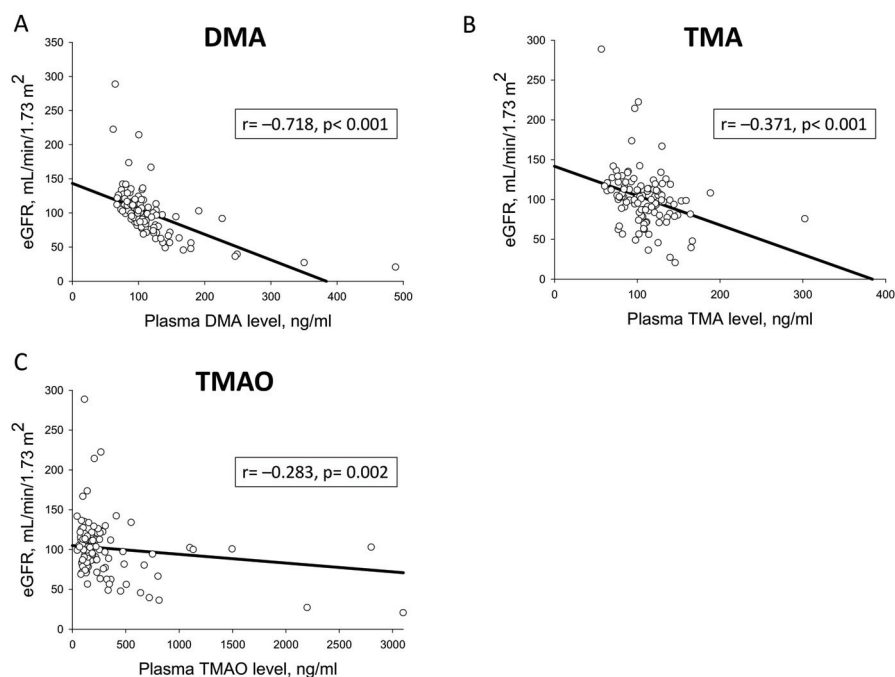 A
DMA
350
300
250
200
150
100
50
0
eGFR, mL/min/1.73 m²
r= –0.718, p< 0.001
0 100 200 300 400 500
Plasma DMA level, ng/ml
B
TMA
300
250
200
150
100
50
0
eGFR, mL/min/1.73 m²
r= –0.371, p< 0.001
0 100 200 300 400
Plasma TMA level, ng/ml
C
TMAO
300
250
200
150
100
50
0
eGFR, mL/min/1.73 m²
r= –0.283, p= 0.002
0 500 1000 1500 2000 2500 3000
Plasma TMAO level, ng/ml